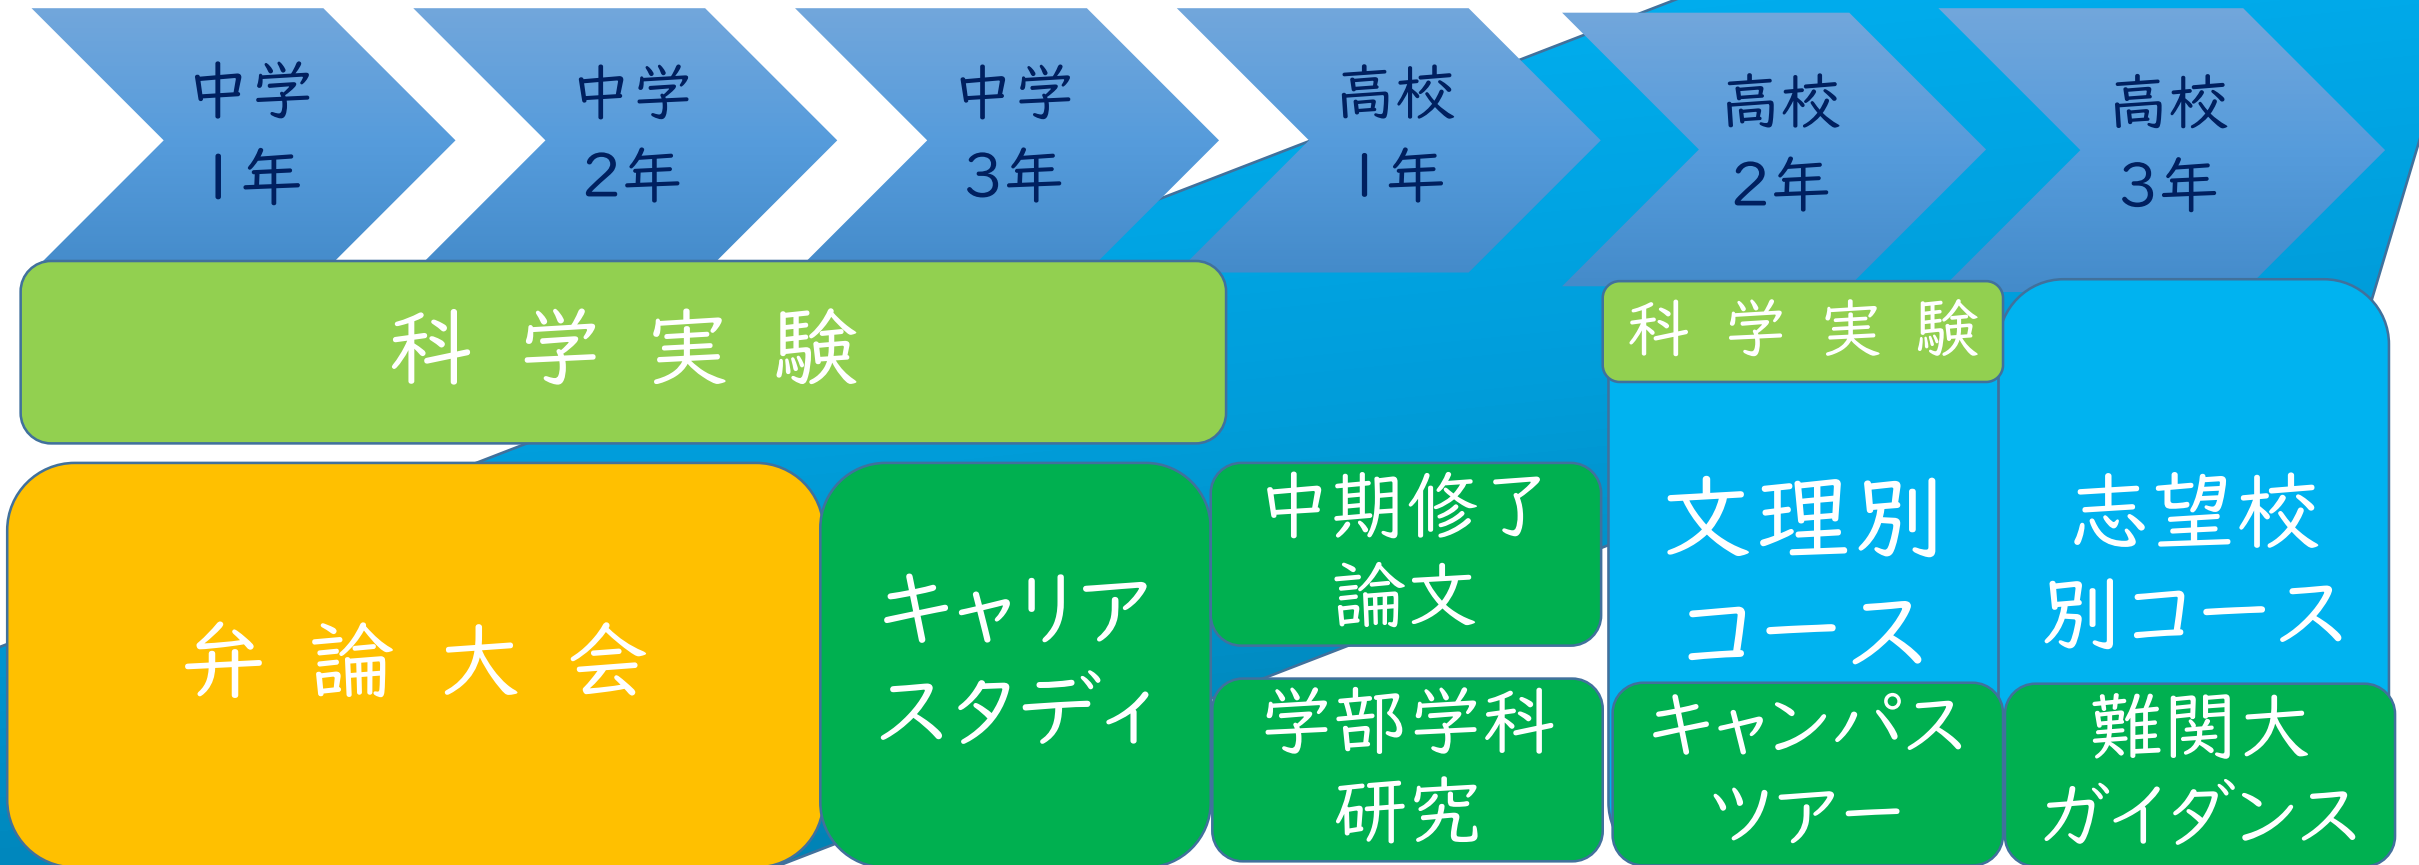 中学
1年
中学
2年
中学
3年
高校
1年
高校
2年
高校
3年
科学実験
科学実験
弁論大会
キャリア
スタディ
中期修了
論文
学部学科
研究
文理別
コース
キャンパス
ツアー
志望校
別コース
難関大
ガイダンス